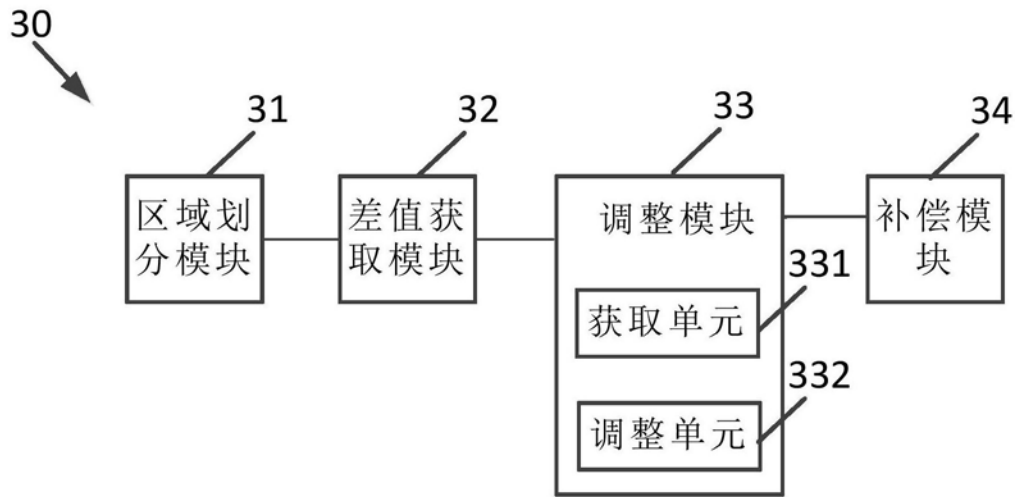 30
31
32
33
34
区域划
分模块
差值获
取模块
调整模块
补偿模
块
331
获取单元
332
调整单元